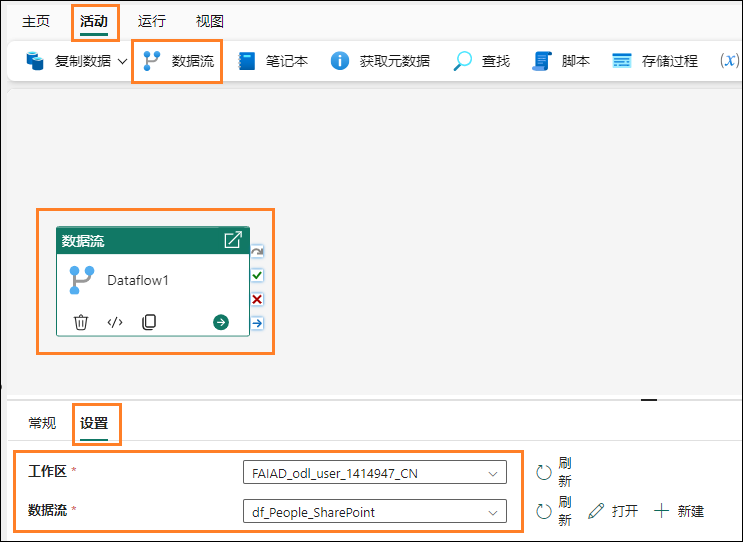 主页 活动 运行 视图
复制数据 数据流 笔记本 获取元数据 查找 脚本 存储过程 (x)
数据流
Dataflow1
常规 设置
工作区 * FAIAD_odl_user_1414947_CN 刷新
数据流 * df_People_SharePoint 刷新 打开 新建